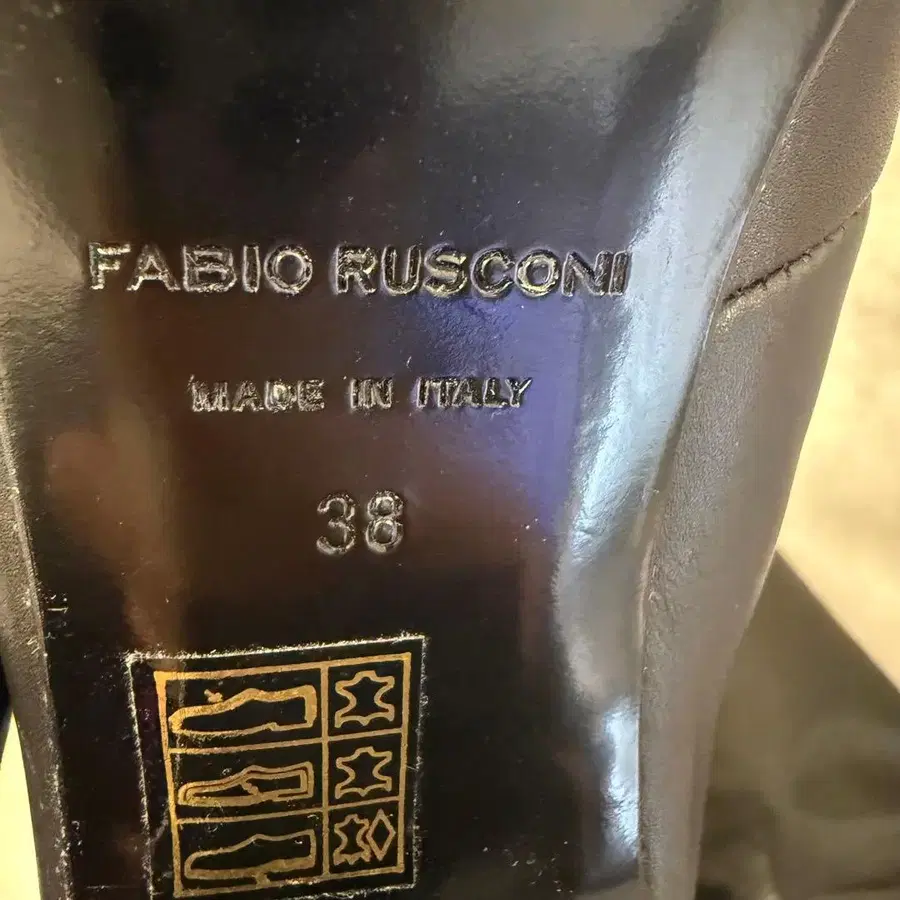 FABIO RUSCONI
MADE IN ITALY
38